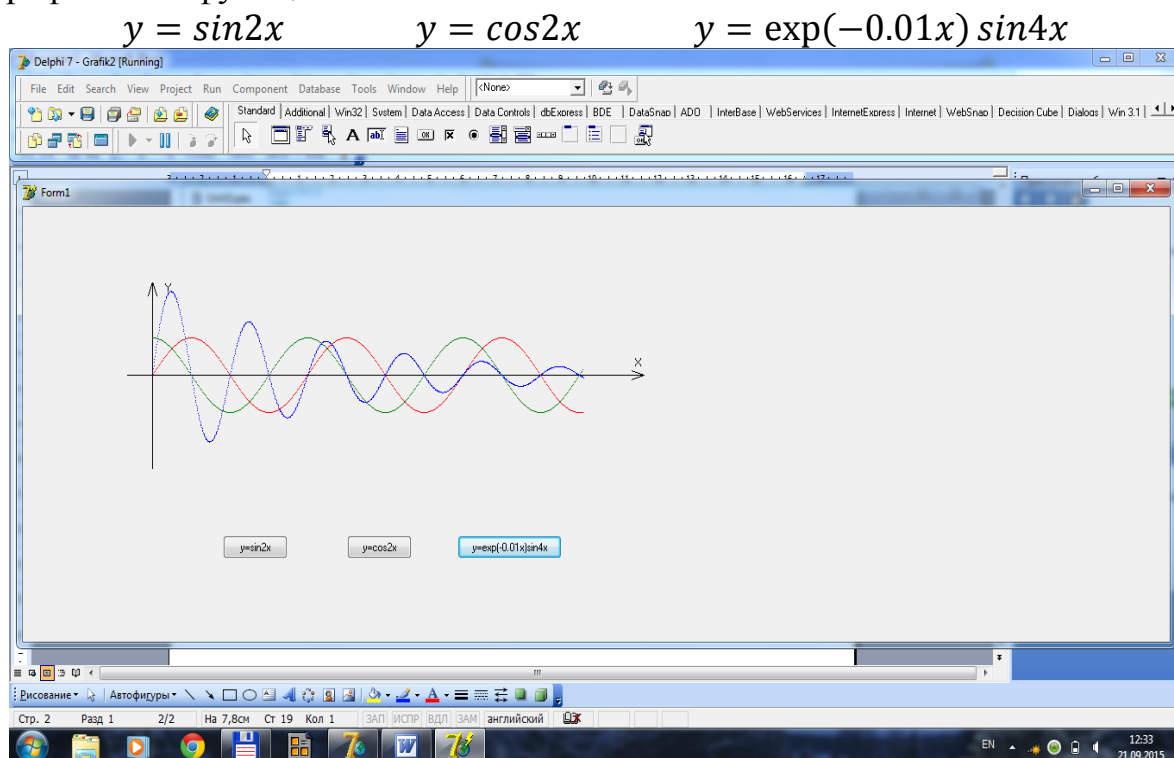 y = sin2x y = cos2x y = exp(−0.01x) sin4x
Delphi 7 - Grafik2 [Running]
File Edit Search View Project Run Component Database Tools Window Help <None>
Standard Additional Win32 System Data Access Data Controls dbExpress BDE DataSnap ADO InterBase WebServices InternetExpress Internet WebSnap Decision Cube Dialogs Win 3.1
Form1
Y
X
y=sin2x y=cos2x y=exp(-0.01x)sin4x
Рисование Автофигуры
Стр. 2 Разд 1 2/2 На 7,8см Ст 19 Кол 1 ЗАП ИСПР ВДЛ ЗАМ английский
EN 12:33
21.09.2015